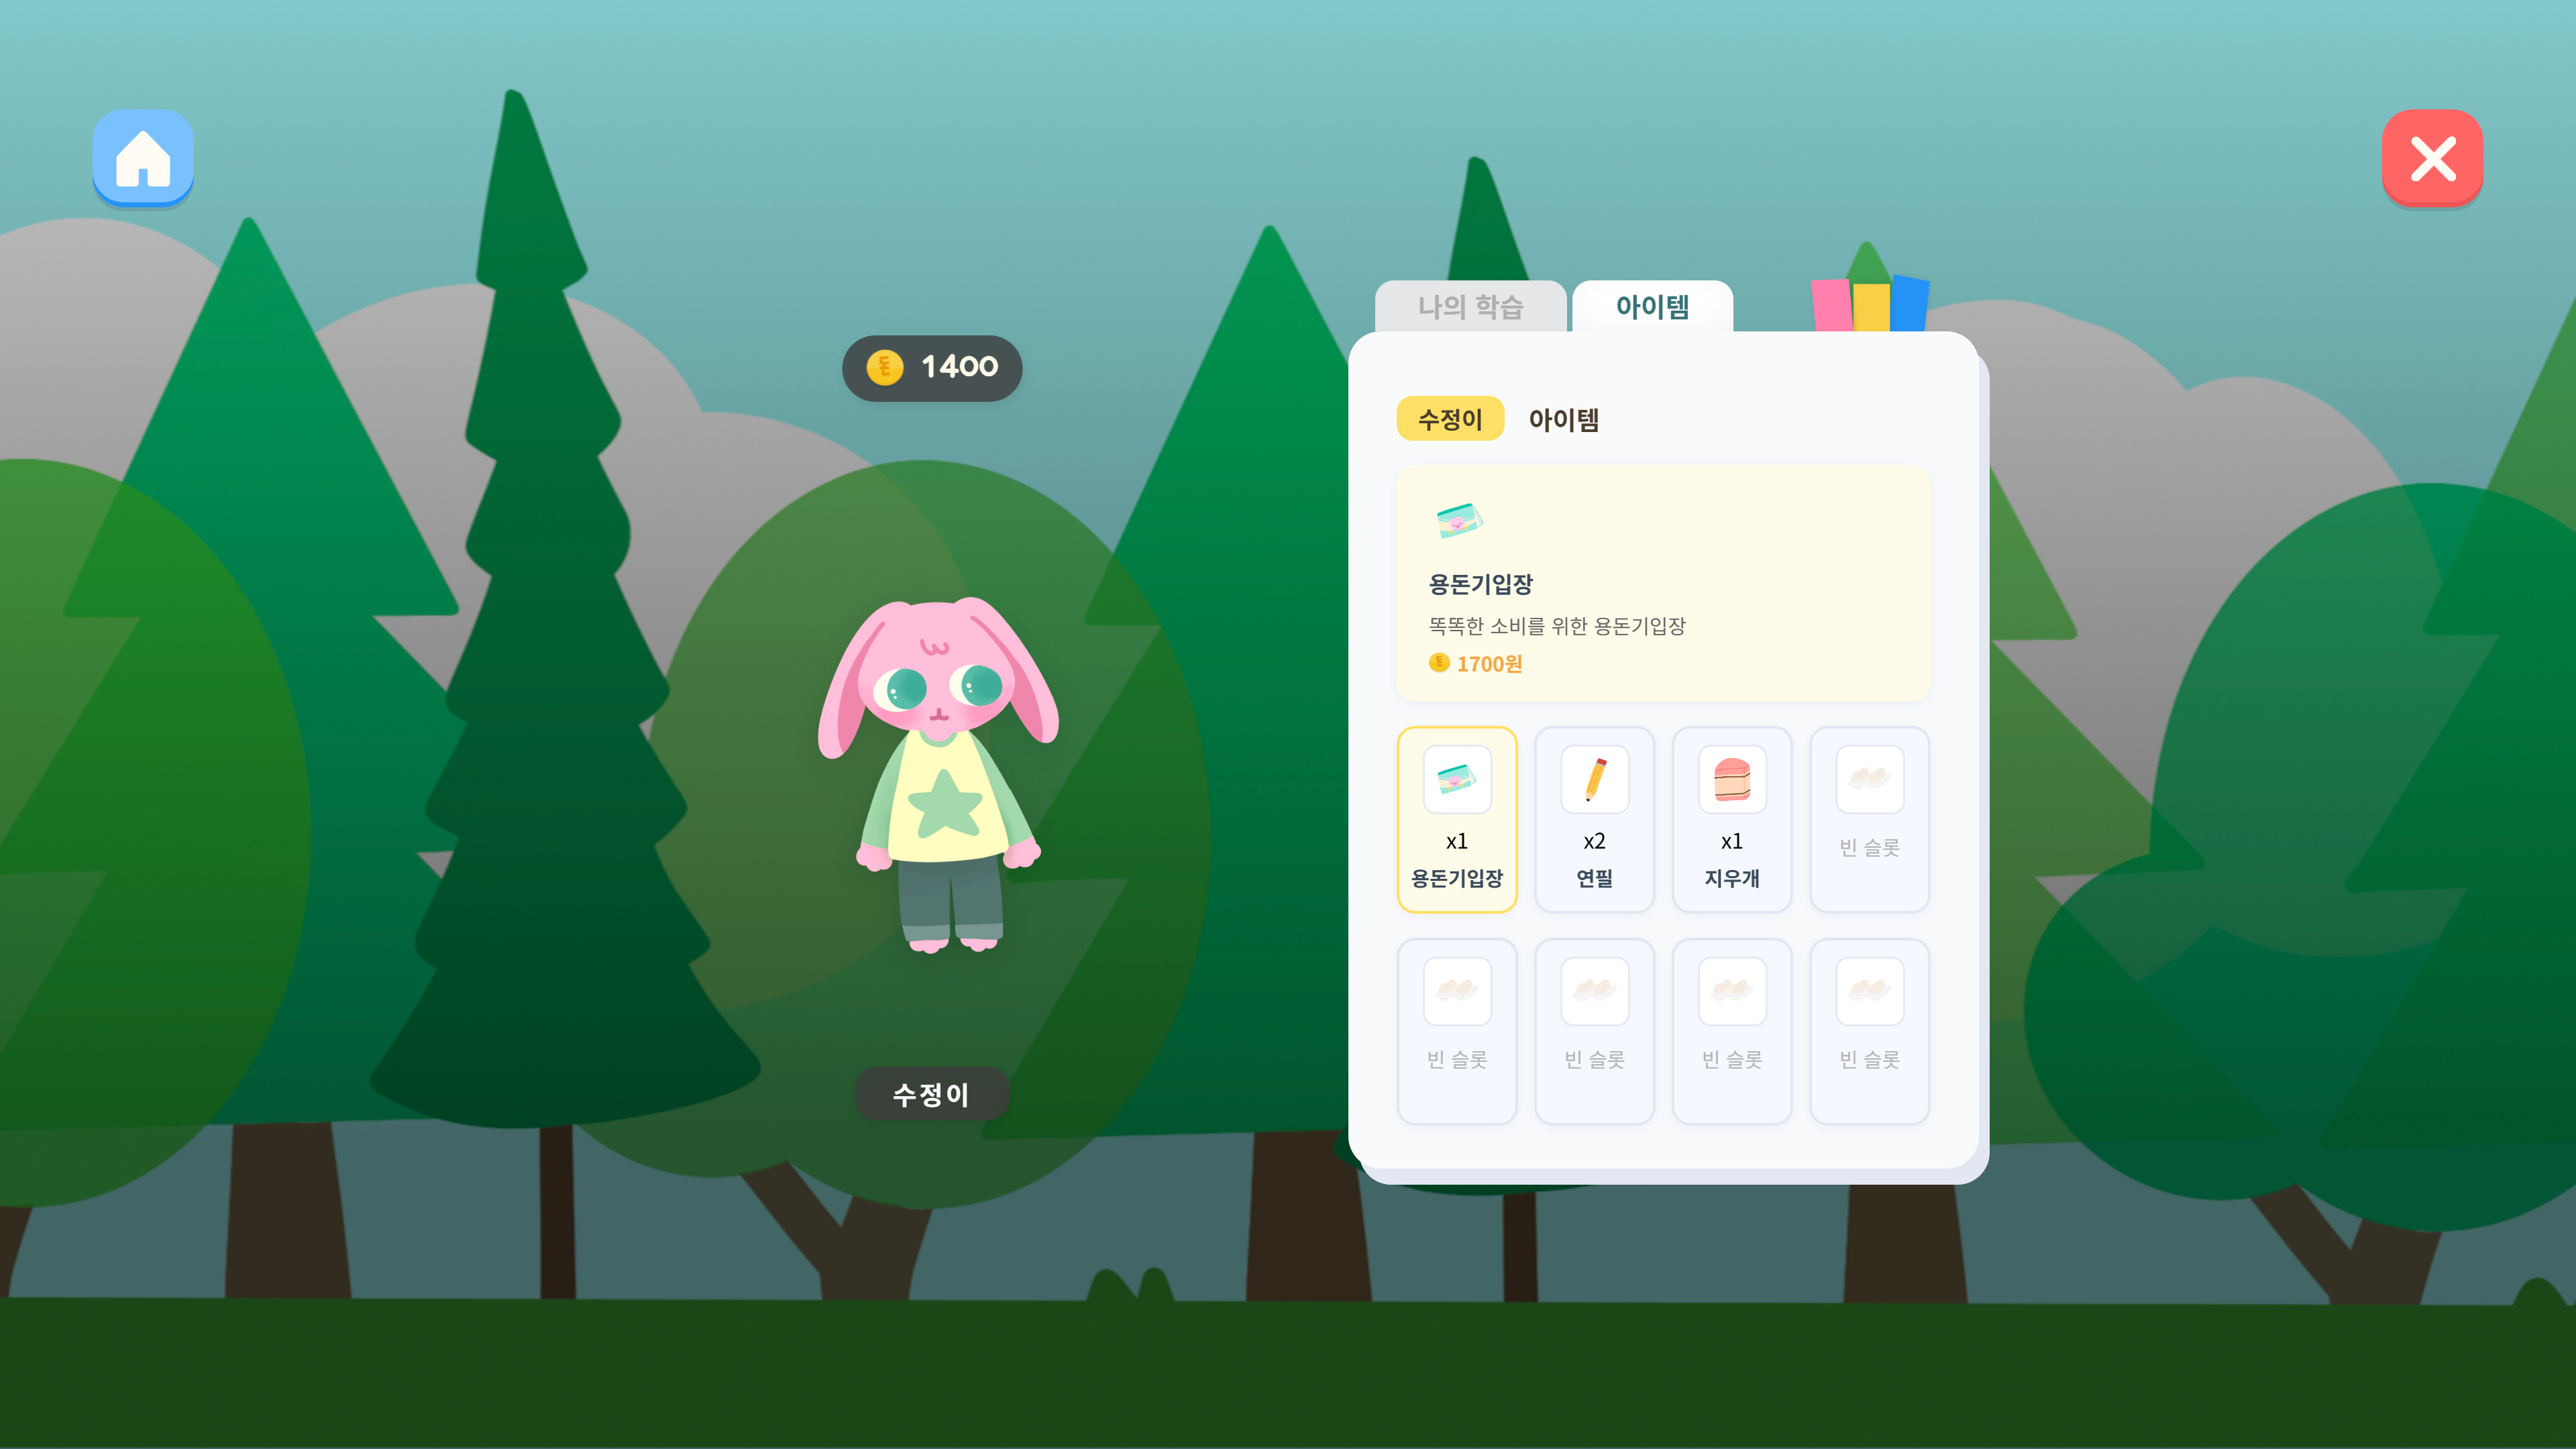 나의 학습
아이템
1400
수정이 아이템
용돈기입장
똑똑한 소비를 위한 용돈기입장
1700원
x1
용돈기입장
x2
연필
x1
지우개
빈 슬롯
빈 슬롯
빈 슬롯
빈 슬롯
빈 슬롯
수정이